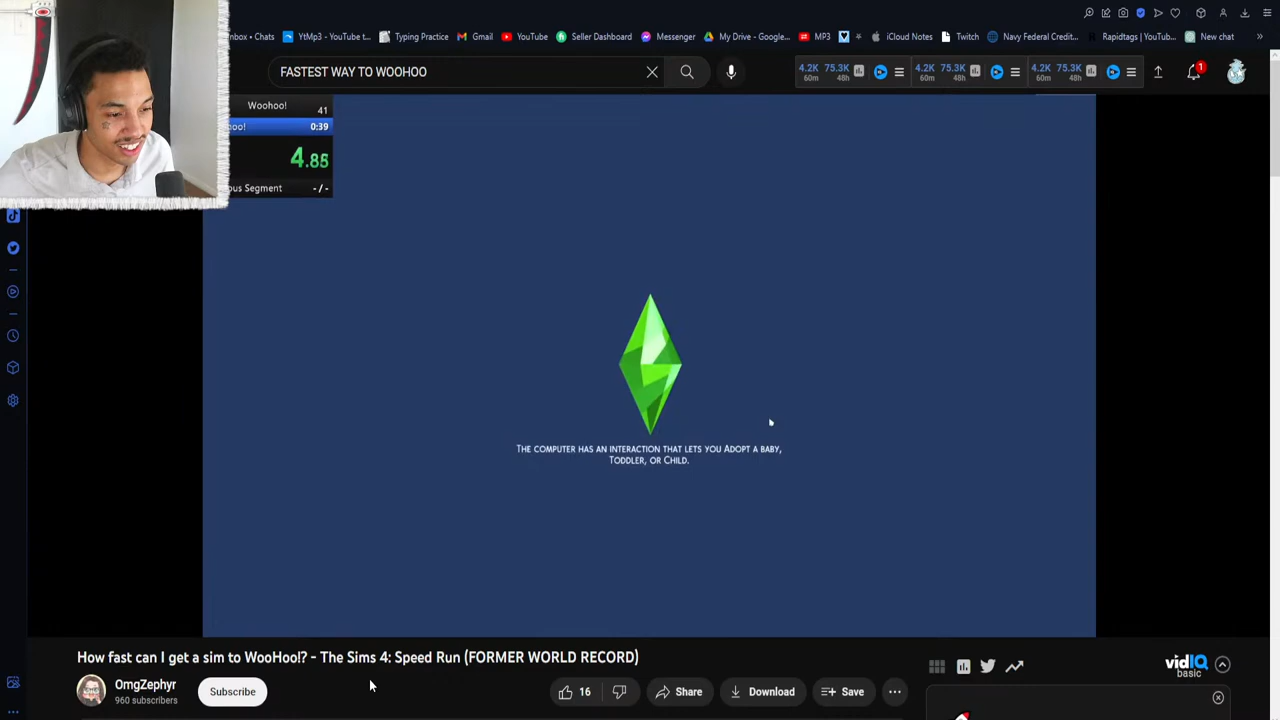 nbox • Chats
YtMp3 - YouTube t...
Typing Practice
Gmail
YouTube
Seller Dashboard
Messenger
My Drive - Google...
MP3
iCloud Notes
Twitch
Navy Federal Credit...
Rapidtags | YouTub...
New chat
»
FASTEST WAY TO WOOHOO
4.2K 75.3K
60m 48h
4.2K 75.3K
60m 48h
4.2K 75.3K
60m 48h
1
Woohoo!
41
hoo! 0:39
4.85
ous Segment - / -
THE COMPUTER HAS AN INTERACTION THAT LETS YOU ADOPT A BABY,
TODDLER, OR CHILD.
How fast can I get a sim to WooHoo!? - The Sims 4: Speed Run (FORMER WORLD RECORD)
OmgZephyr
960 subscribers
Subscribe
16
Share
Download
Save
vidIQ
basic